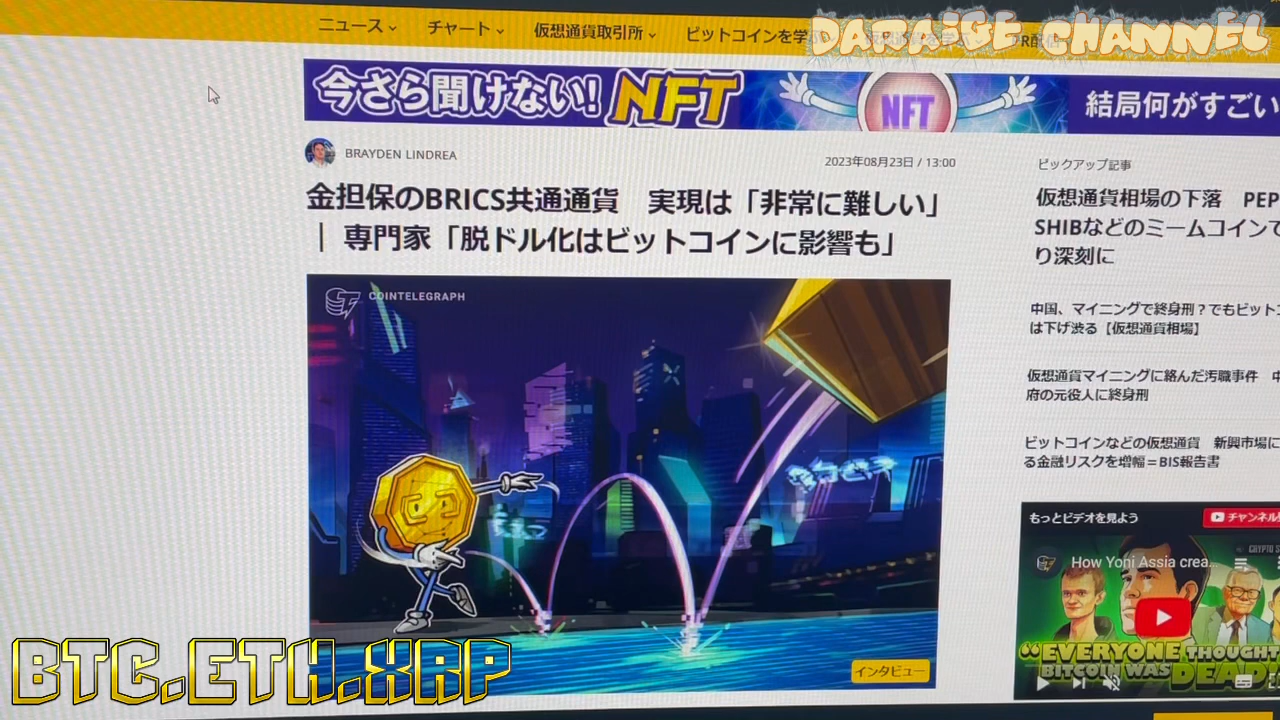 ニュース
チャート
仮想通貨取引所
ビットコインを学
DATAISE CHANNEL
今さら聞けない! NFT
NFT
結局何がすごい
BRAYDEN LINDREA
2023年08月23日 / 13:00
金担保のBRICS共通通貨 実現は「非常に難しい」
| 専門家「脱ドル化はビットコインに影響も」
COINTELEGRAPH
インタビュー
ピックアップ記事
仮想通貨相場の下落 PEP
SHIBなどのミームコインで
り深刻に
中国、マイニングで終身刑？でもビットコ
は下げ渋る【仮想通貨相場】
仮想通貨マイニングに絡んだ汚職事件 中
府の元役人に終身刑
ビットコインなどの仮想通貨 新興市場に
る金融リスクを増幅＝BIS報告書
もっとビデオを見よう
チャンネル
How Yoni Assia crea...
"EVERYONE THOUGHT
BITCOIN WAS DEAD
BTC.ETH.XRP